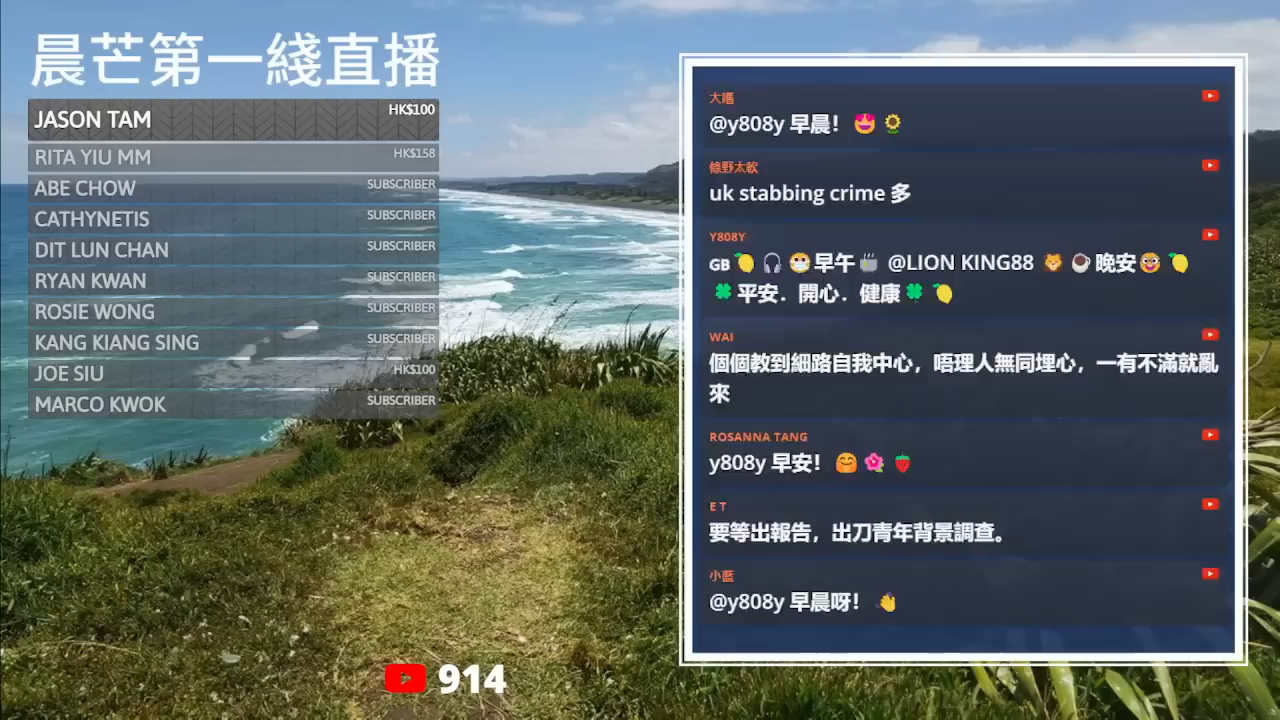 晨芒第一綫直播
JASON TAM HK$100
RITA YIU MM HK$158
ABE CHOW SUBSCRIBER
CATHYNETIS SUBSCRIBER
DIT LUN CHAN SUBSCRIBER
RYAN KWAN SUBSCRIBER
ROSIE WONG SUBSCRIBER
KANG KIANG SING SUBSCRIBER
JOE SIU HK$100
MARCO KWOK SUBSCRIBER
@y808y 早晨! 😍 🌻
條野太軟
uk stabbing crime 多
Y808Y
GB🍋 🎧 😷早午☕ @LION KING88 🦁 晚安🤓 🍋
🍀平安. 開心. 健康🍀 🍋
WAI
個個教到細路自我中心，唔理人無同埋心，一有不滿就亂
來
ROSANNA TANG
y808y 早安! 🤗 🌺 🍓
E T
要等出報告，出刀青年背景調查。
小藍
@y808y 早晨呀! 👋
914